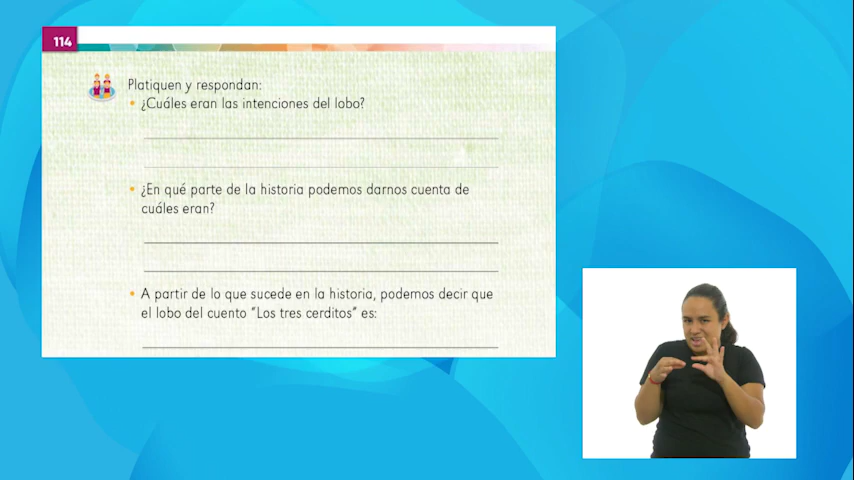 114
Platiquen y respondan:
• ¿Cuáles eran las intenciones del lobo?
• ¿En qué parte de la historia podemos darnos cuenta de
cuáles eran?
• A partir de lo que sucede en la historia, podemos decir que
el lobo del cuento “Los tres cerditos” es: